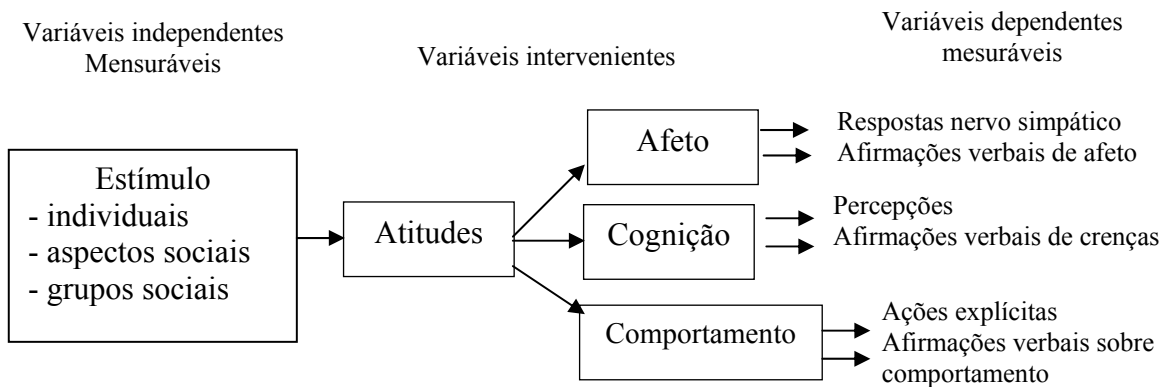 Variáveis independentes
Mensuráveis
Variáveis intervenientes
Variáveis dependentes
mesuráveis
Estímulo
- individuais
- aspectos sociais
- grupos sociais
Atitudes
Afeto
Respostas nervo simpático
Afirmações verbais de afeto
Cognição
Percepções
Afirmações verbais de crenças
Comportamento
Ações explícitas
Afirmações verbais sobre
comportamento